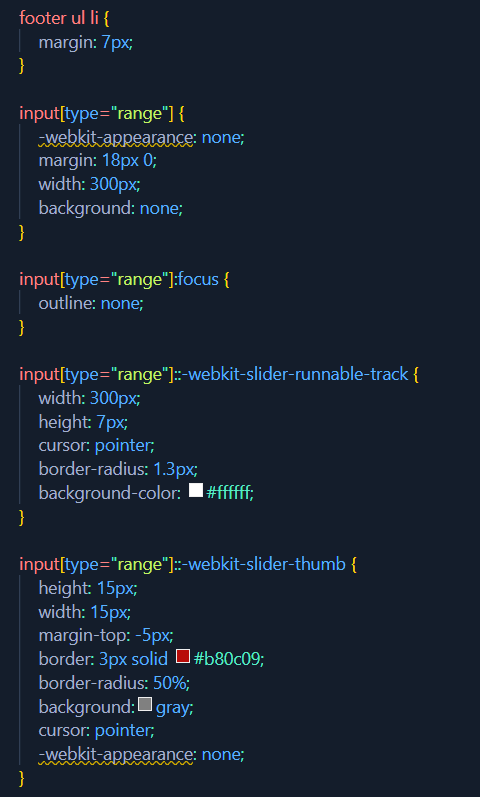 footer ul li {
margin: 7px;
}
input[type="range"] {
-webkit-appearance: none;
margin: 18px 0;
width: 300px;
background: none;
}
input[type="range"]:focus {
outline: none;
}
input[type="range"]::-webkit-slider-runnable-track {
width: 300px;
height: 7px;
cursor: pointer;
border-radius: 1.3px;
background-color: #ffffff;
}
input[type="range"]::-webkit-slider-thumb {
height: 15px;
width: 15px;
margin-top: -5px;
border: 3px solid #b80c09;
border-radius: 50%;
background: gray;
cursor: pointer;
-webkit-appearance: none;
}